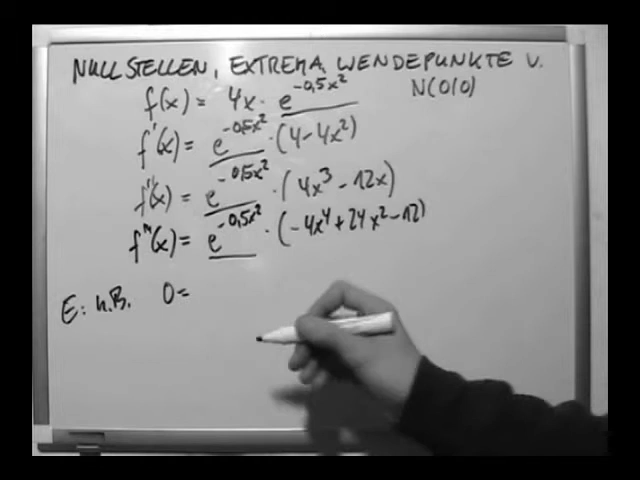 NULLSTELLEN, EXTREMA, WENDEPUNKTE V.
f(x) = 4x · e^-0,5x² N(0|0)
f'(x) = e^-0,5x² · (4-4x²)
f''(x) = e^-0,5x² · (4x³ - 12x)
f'''(x) = e^-0,5x² · (-4x⁴ + 24x² - 12)
E: n.B. 0=